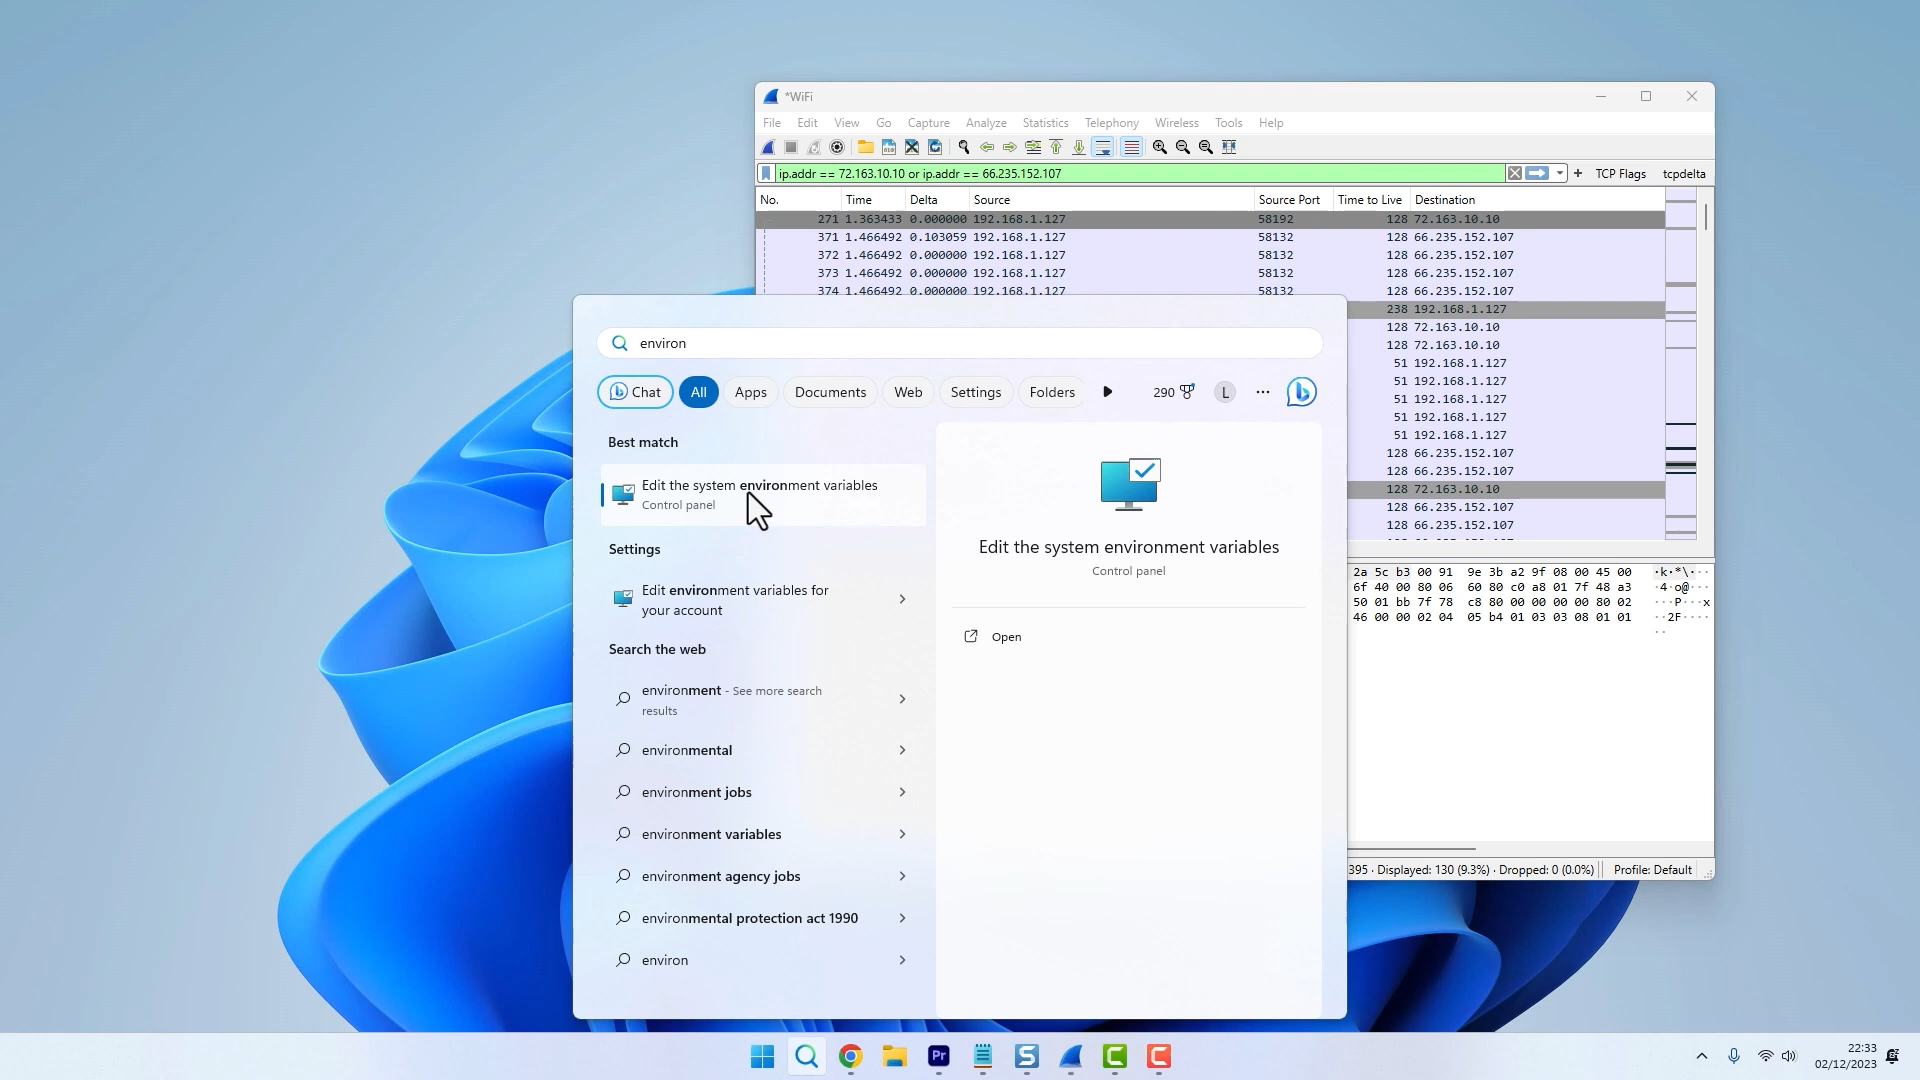 *WiFi
File Edit View Go Capture Analyze Statistics Telephony Wireless Tools Help
ip.addr == 72.163.10.10 or ip.addr == 66.235.152.107
+ TCP Flags tcpdelta
No. Time Delta Source Source Port Time to Live Destination
271 1.363433 0.000000 192.168.1.127 58192 128 72.163.10.10
371 1.466492 0.103059 192.168.1.127 58132 128 66.235.152.107
372 1.466492 0.000000 192.168.1.127 58132 128 66.235.152.107
373 1.466492 0.000000 192.168.1.127 58132 128 66.235.152.107
374 1.466492 0.000000 192.168.1.127 58132 128 66.235.152.107
238 192.168.1.127
128 72.163.10.10
128 72.163.10.10
51 192.168.1.127
51 192.168.1.127
51 192.168.1.127
51 192.168.1.127
51 192.168.1.127
128 66.235.152.107
128 66.235.152.107
128 72.163.10.10
128 66.235.152.107
128 66.235.152.107
2a 5c b3 00 91 9e 3b a2 9f 08 00 45 00 ·k·*\···
6f 40 00 80 06 60 80 c0 a8 01 7f 48 a3 ·4·o@···
50 01 bb 7f 78 c8 80 00 00 00 00 80 02 ···P···x
46 00 00 02 04 05 b4 01 03 03 08 01 01 ··2F····
··
395 · Displayed: 130 (9.3%) · Dropped: 0 (0.0%)
Profile: Default
environ
Chat All Apps Documents Web Settings Folders 290 L ···
Best match
Edit the system environment variables
Control panel
Settings
Edit environment variables for
your account
Search the web
environment - See more search
results
environmental
environment jobs
environment variables
environment agency jobs
environmental protection act 1990
environ
Edit the system environment variables
Control panel
Open
Pr
S
C
C
22:33
02/12/2023